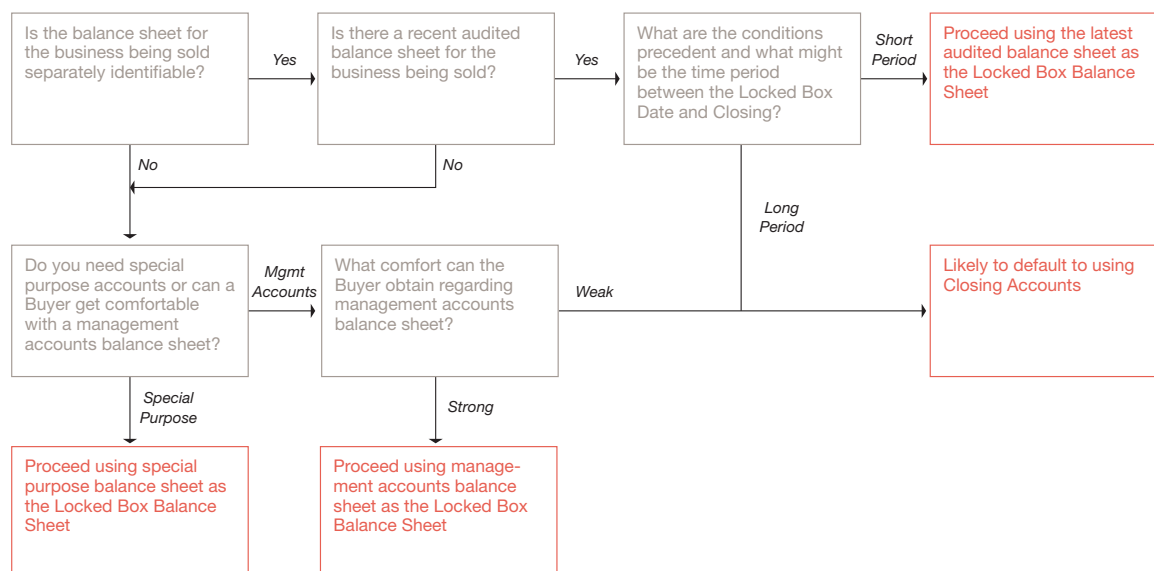 Is the balance sheet for
the business being sold
separately identifiable?
Yes
Is there a recent audited
balance sheet for the
business being sold?
Yes
What are the conditions
precedent and what might
be the time period
between the Locked Box
Date and Closing?
Short
Period
Proceed using the latest
audited balance sheet as
the Locked Box Balance
Sheet
No
No
Long
Period
Do you need special
purpose accounts or can a
Buyer get comfortable
with a management
accounts balance sheet?
Mgmt
Accounts
What comfort can the
Buyer obtain regarding
management accounts
balance sheet?
Weak
Likely to default to using
Closing Accounts
Special
Purpose
Strong
Proceed using special
purpose balance sheet as
the Locked Box Balance
Sheet
Proceed using manage-
ment accounts balance
sheet as the Locked Box
Balance Sheet